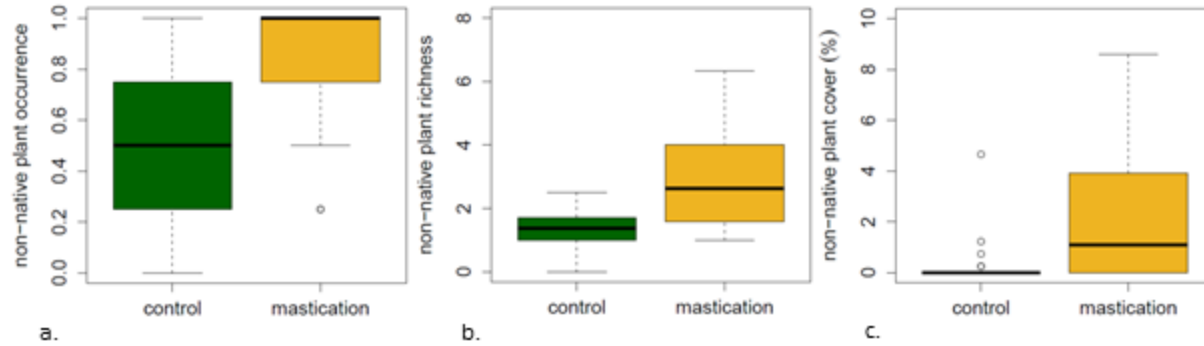 non-native plant occurrence
0.0 0.2 0.4 0.6 0.8 1.0
control mastication
a.
non-native plant richness
0 2 4 6 8
control mastication
b.
non-native plant cover (%)
0 2 4 6 8 10
control mastication
c.